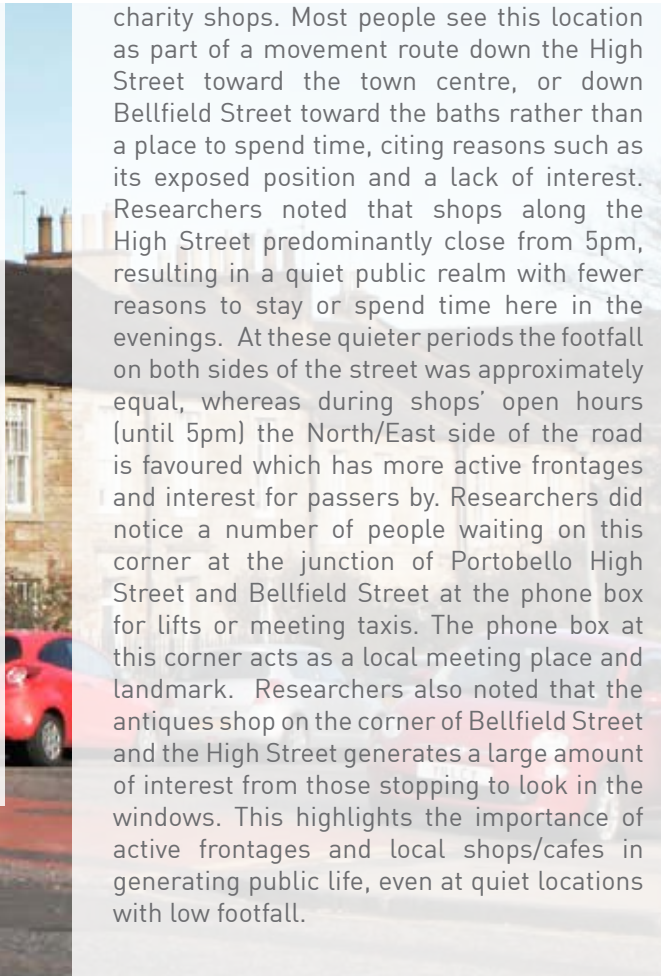 charity shops. Most people see this location
as part of a movement route down the High
Street toward the town centre, or down
Bellfield Street toward the baths rather than
a place to spend time, citing reasons such as
its exposed position and a lack of interest.
Researchers noted that shops along the
High Street predominantly close from 5pm,
resulting in a quiet public realm with fewer
reasons to stay or spend time here in the
evenings.  At these quieter periods the footfall
on both sides of the street was approximately
equal, whereas during shops’ open hours
(until 5pm) the North/East side of the road
is favoured which has more active frontages
and interest for passers by. Researchers did
notice a number of people waiting on this
corner at the junction of Portobello High
Street and Bellfield Street at the phone box
for lifts or meeting taxis. The phone box at
this corner acts as a local meeting place and
landmark.  Researchers also noted that the
antiques shop on the corner of Bellfield Street
and the High Street generates a large amount
of interest from those stopping to look in the
windows. This highlights the importance of
active frontages and local shops/cafes in
generating public life, even at quiet locations
with low footfall.